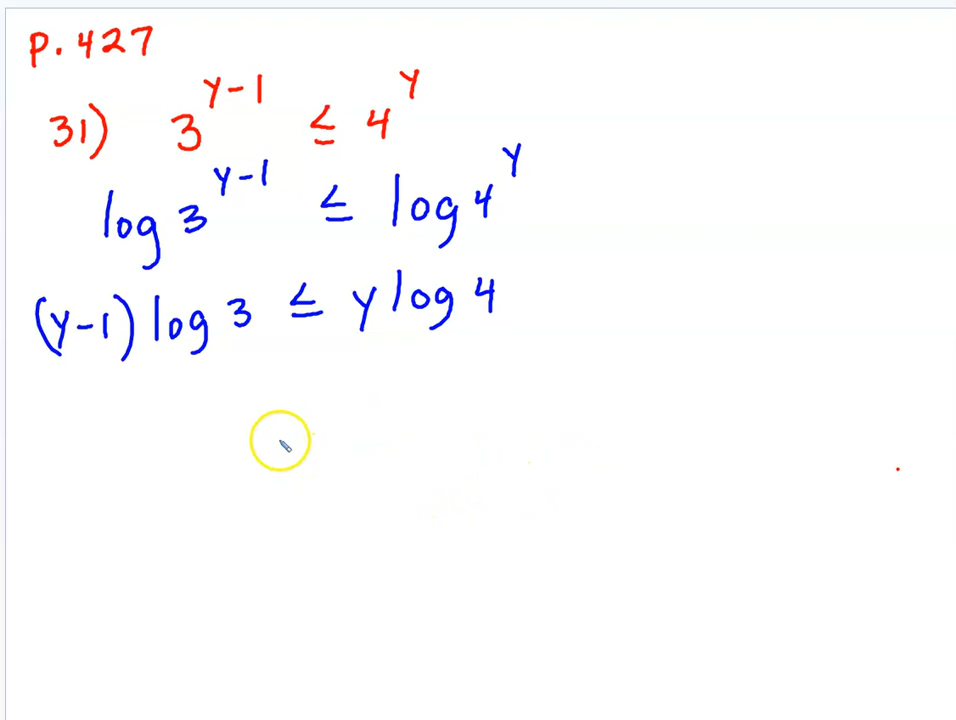 P. 427
31) 3^{y-1} ≤ 4^y
log 3^{y-1} ≤ log 4^y
(y-1) log 3 ≤ y log 4